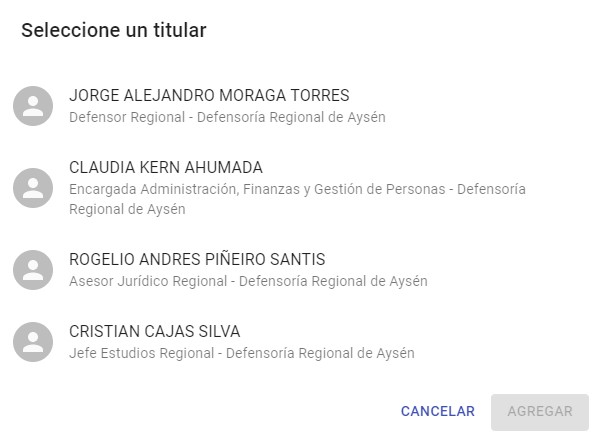 Seleccione un titular
JORGE ALEJANDRO MORAGA TORRES
Defensor Regional - Defensoría Regional de Aysén
CLAUDIA KERN AHUMADA
Encargada Administración, Finanzas y Gestión de Personas - Defensoría
Regional de Aysén
ROGELIO ANDRES PIÑEIRO SANTIS
Asesor Jurídico Regional - Defensoría Regional de Aysén
CRISTIAN CAJAS SILVA
Jefe Estudios Regional - Defensoría Regional de Aysén
CANCELAR AGREGAR